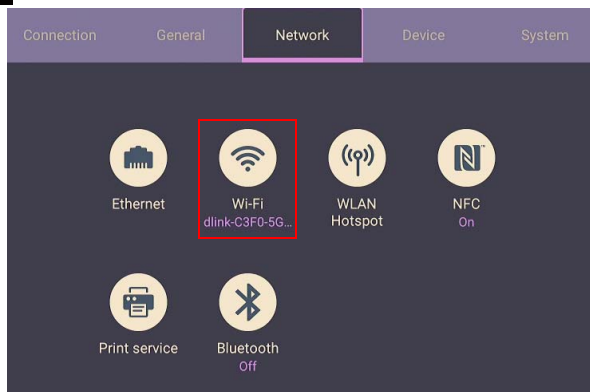 Connection General Network Device System
Ethernet Wi-Fi WLAN NFC
dlink-C3F0-5G... Hotspot On
Print service Bluetooth
Off